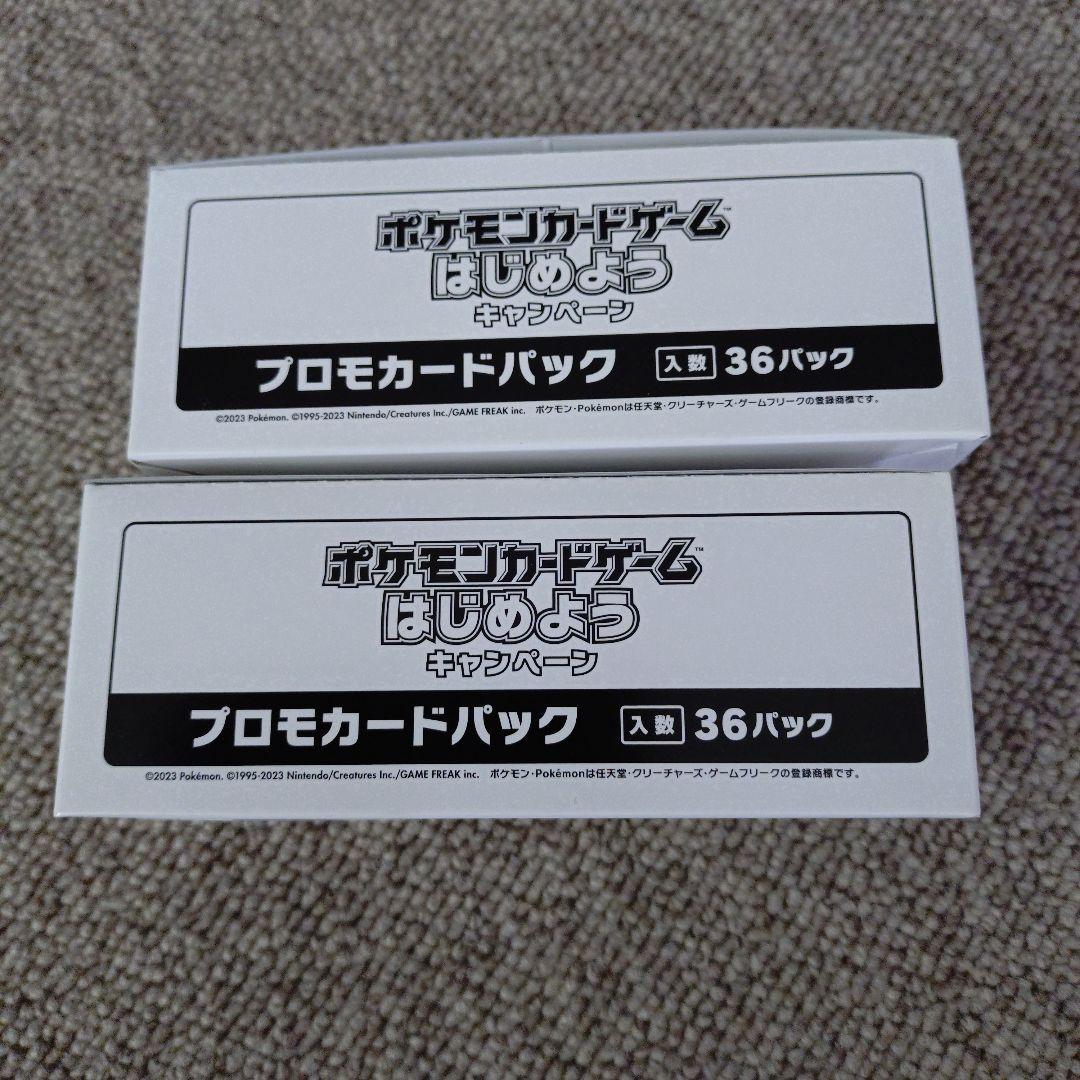 ポケモンカードゲーム™
はじめよう
キャンペーン
プロモカードパック 入数 36パック
©2023 Pokémon. ©1995-2023 Nintendo/Creatures Inc./GAME FREAK inc. ポケモン・Pokémonは任天堂・クリーチャーズ・ゲームフリークの登録商標です。
ポケモンカードゲーム™
はじめよう
キャンペーン
プロモカードパック 入数 36パック
©2023 Pokémon. ©1995-2023 Nintendo/Creatures Inc./GAME FREAK inc. ポケモン・Pokémonは任天堂・クリーチャーズ・ゲームフリークの登録商標です。